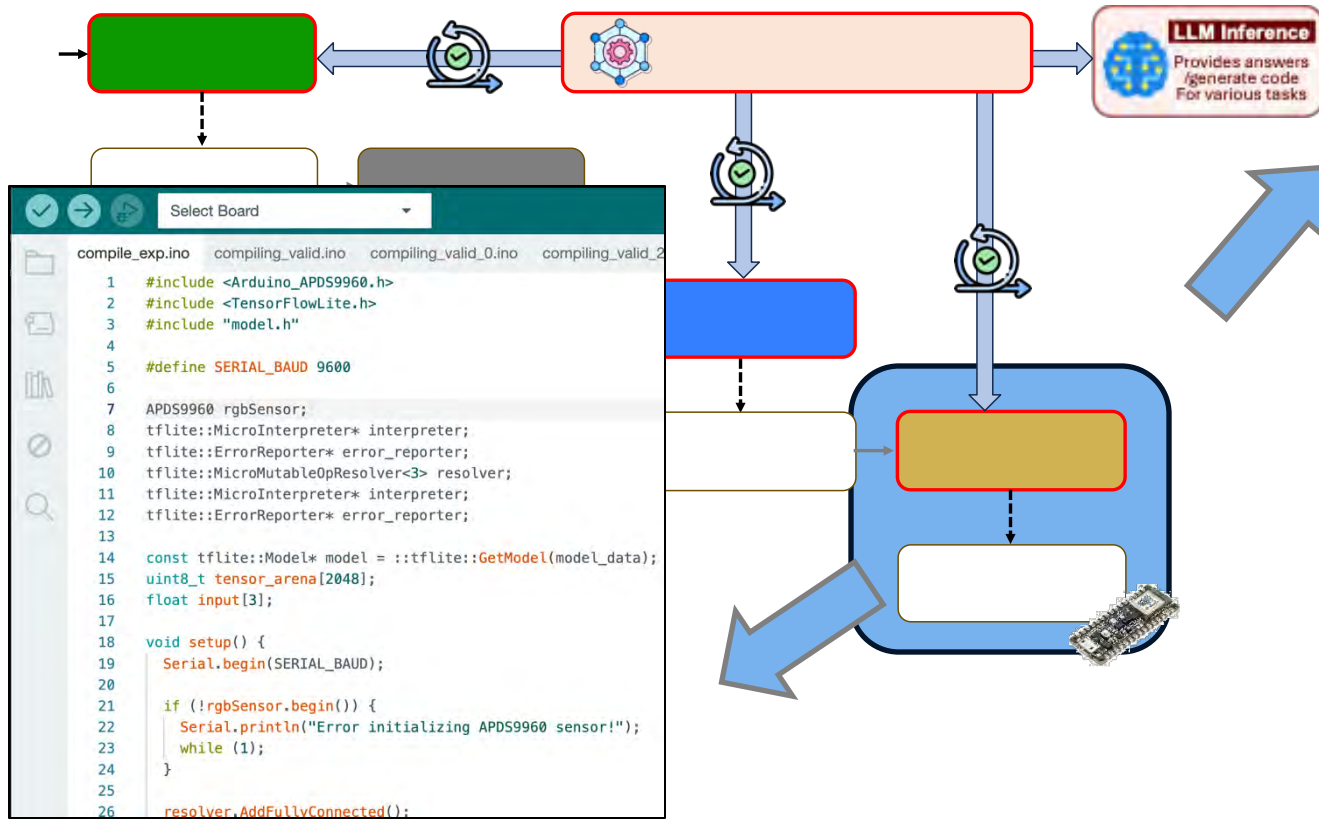 LLM Inference
Provides answers
/generate code
For various tasks
Select Board
compile_exp.ino compiling_valid.ino compiling_valid_0.ino compiling_valid_2
1 #include <Arduino_APDS9960.h>
2 #include <TensorFlowLite.h>
3 #include "model.h"
4
5 #define SERIAL_BAUD 9600
6
7 APDS9960 rgbSensor;
8 tflite::MicroInterpreter* interpreter;
9 tflite::ErrorReporter* error_reporter;
10 tflite::MicroMutableOpResolver<3> resolver;
11 tflite::MicroInterpreter* interpreter;
12 tflite::ErrorReporter* error_reporter;
13
14 const tflite::Model* model = ::tflite::GetModel(model_data);
15 uint8_t tensor_arena[2048];
16 float input[3];
17
18 void setup() {
19 Serial.begin(SERIAL_BAUD);
20
21 if (!rgbSensor.begin()) {
22 Serial.println("Error initializing APDS9960 sensor!");
23 while (1);
24 }
25
26 resolver.AddFullyConnected();